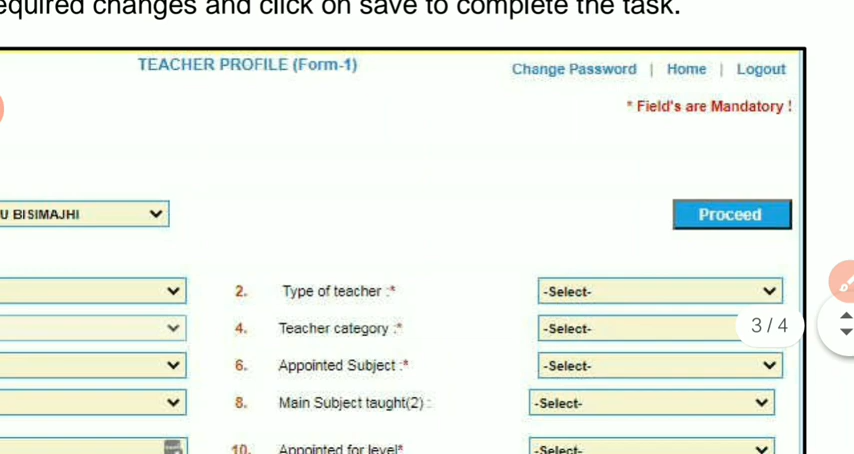 required changes and click on save to complete the task.
TEACHER PROFILE (Form-1) Change Password | Home | Logout
* Field's are Mandatory !
U BISIMAJHI Proceed
2. Type of teacher :* -Select-
4. Teacher category :* -Select-
3 / 4
6. Appointed Subject :* -Select-
8. Main Subject taught(2) : -Select-
10. Appointed for level* -Select-